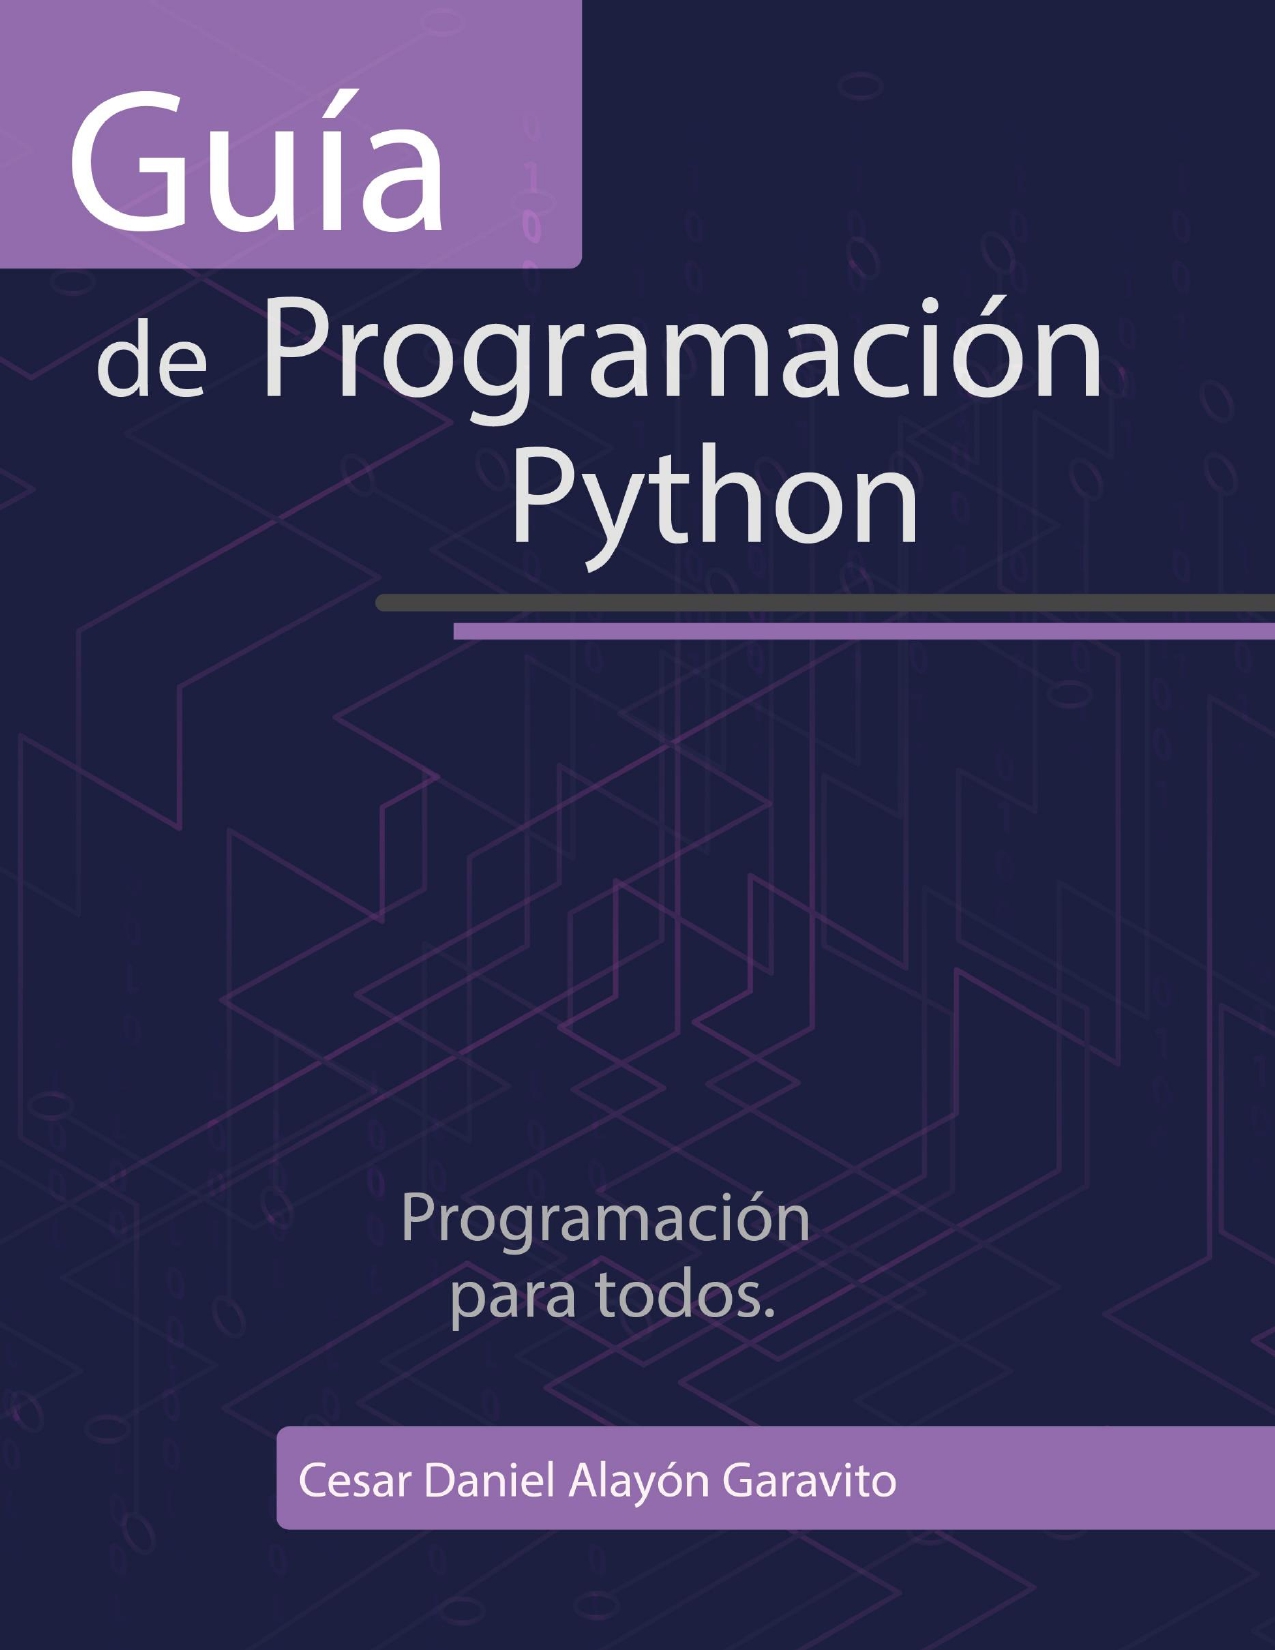 Guía
de Programación
Python
Programación
para todos.
Cesar Daniel Alayón Garavito